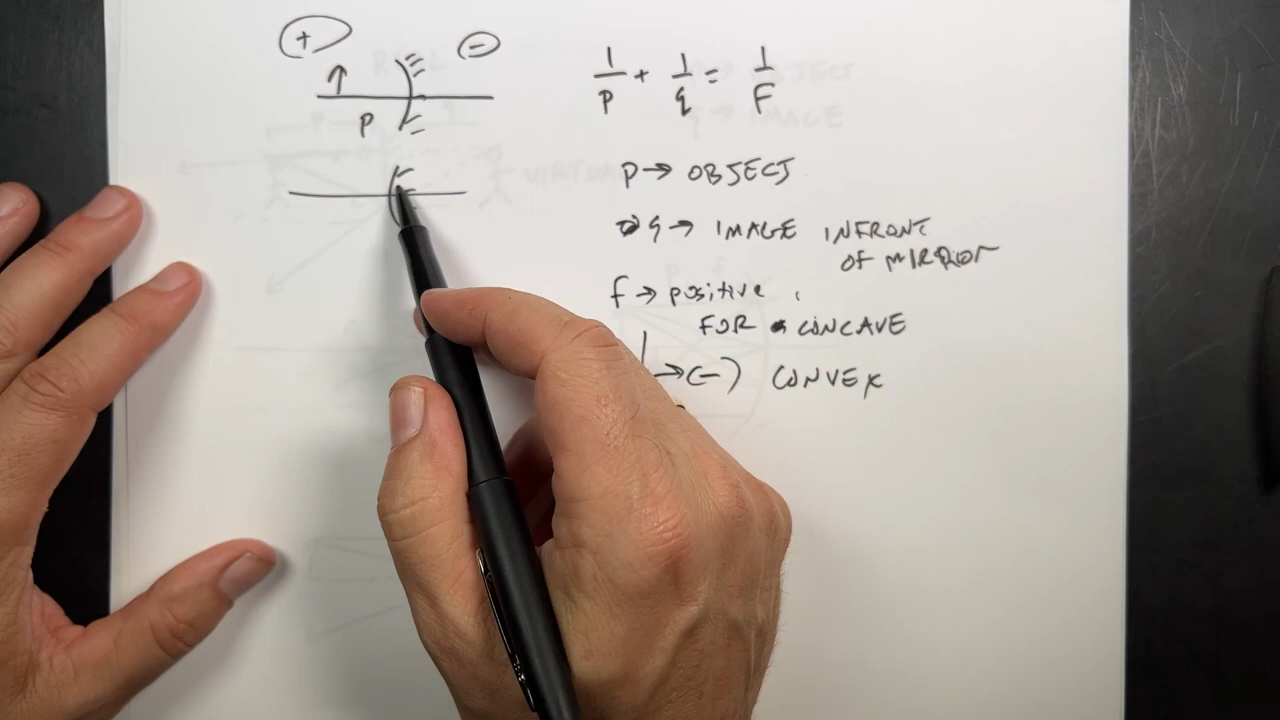 +
-
P
1/P + 1/q = 1/F
P → OBJECT
q → IMAGE INFRONT
OF MIRROR
f → positive
FOR CONCAVE
→ (-) CONVEX